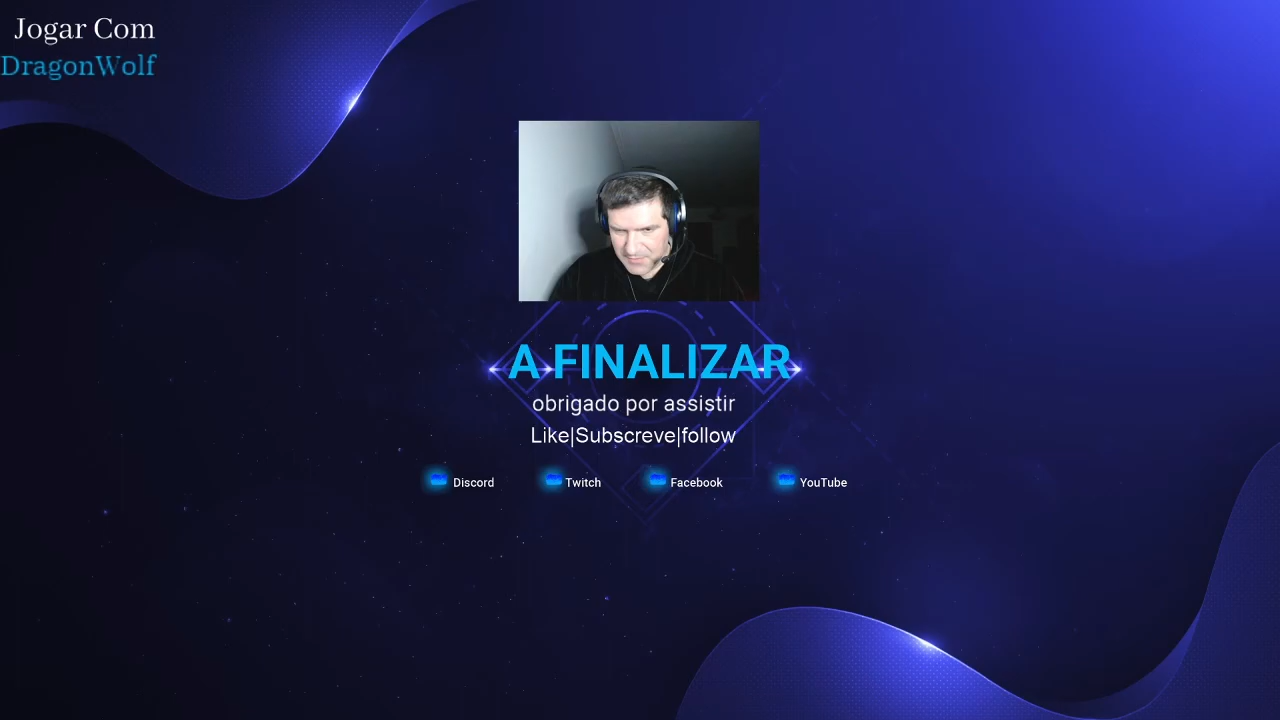 Jogar Com
DragonWolf
A FINALIZAR
obrigado por assistir
Like|Subscreve|follow
Discord Twitch Facebook YouTube